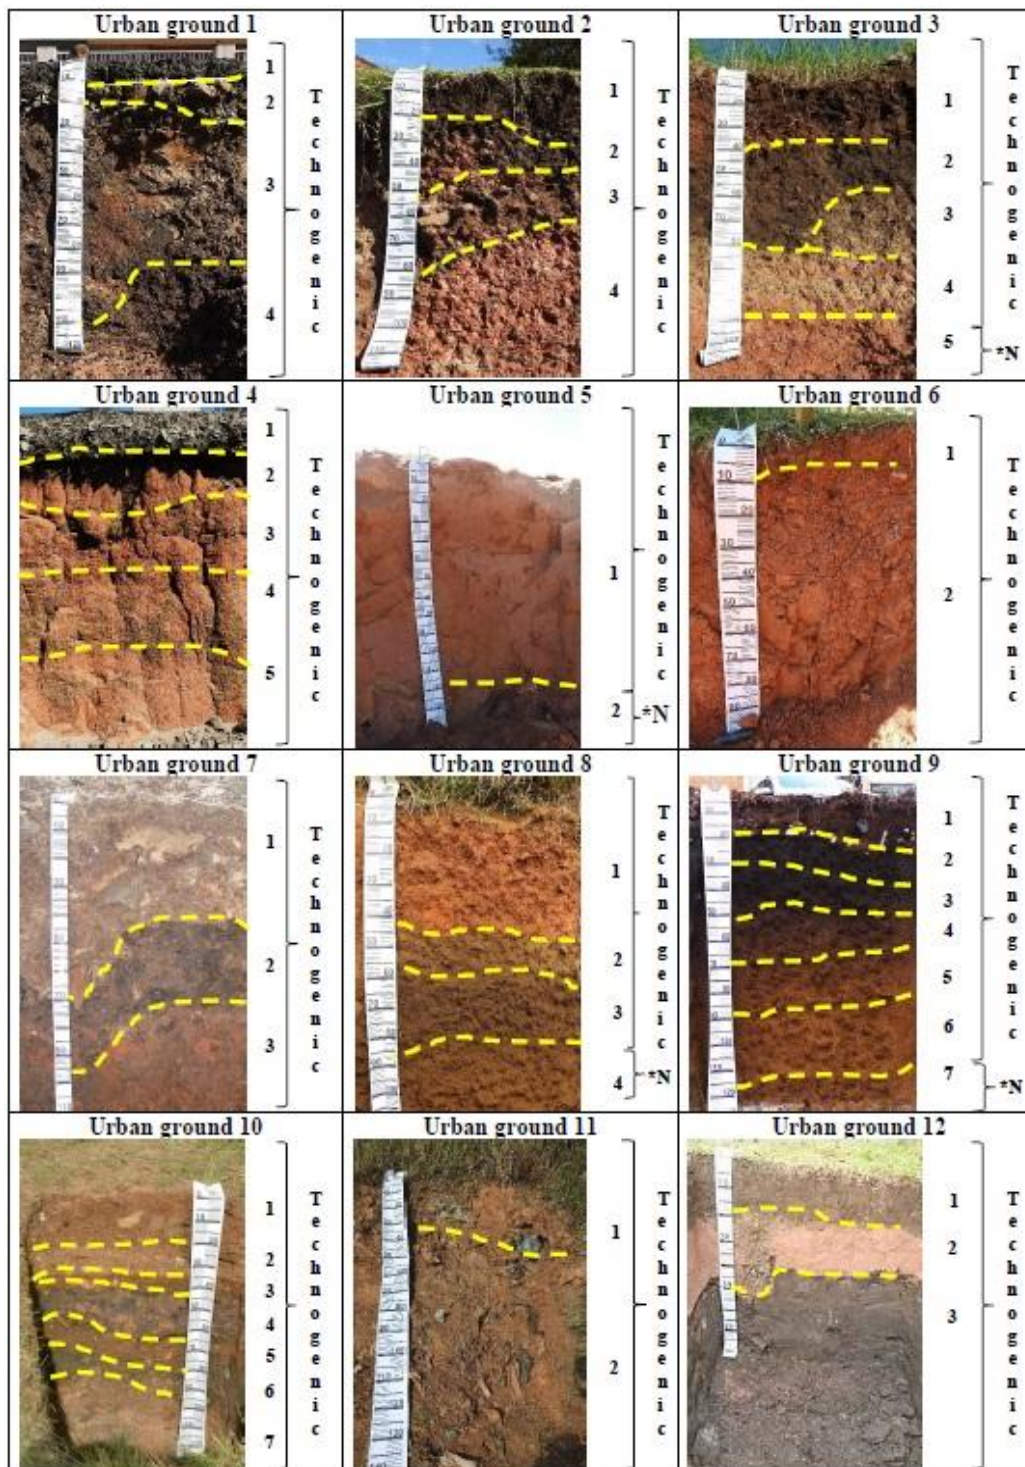 Urban ground 1
1
2
3
4
Technogenic
Urban ground 2
1
2
3
4
Technogenic
Urban ground 3
1
2
3
4
5
Technogenic
*N
Urban ground 4
1
2
3
4
5
Technogenic
Urban ground 5
1
2
Technogenic
*N
Urban ground 6
1
2
Technogenic
Urban ground 7
1
2
3
Technogenic
Urban ground 8
1
2
3
4
Technogenic
*N
Urban ground 9
1
2
3
4
5
6
7
Technogenic
*N
Urban ground 10
1
2
3
4
5
6
7
Technogenic
Urban ground 11
1
2
Technogenic
Urban ground 12
1
2
3
Technogenic